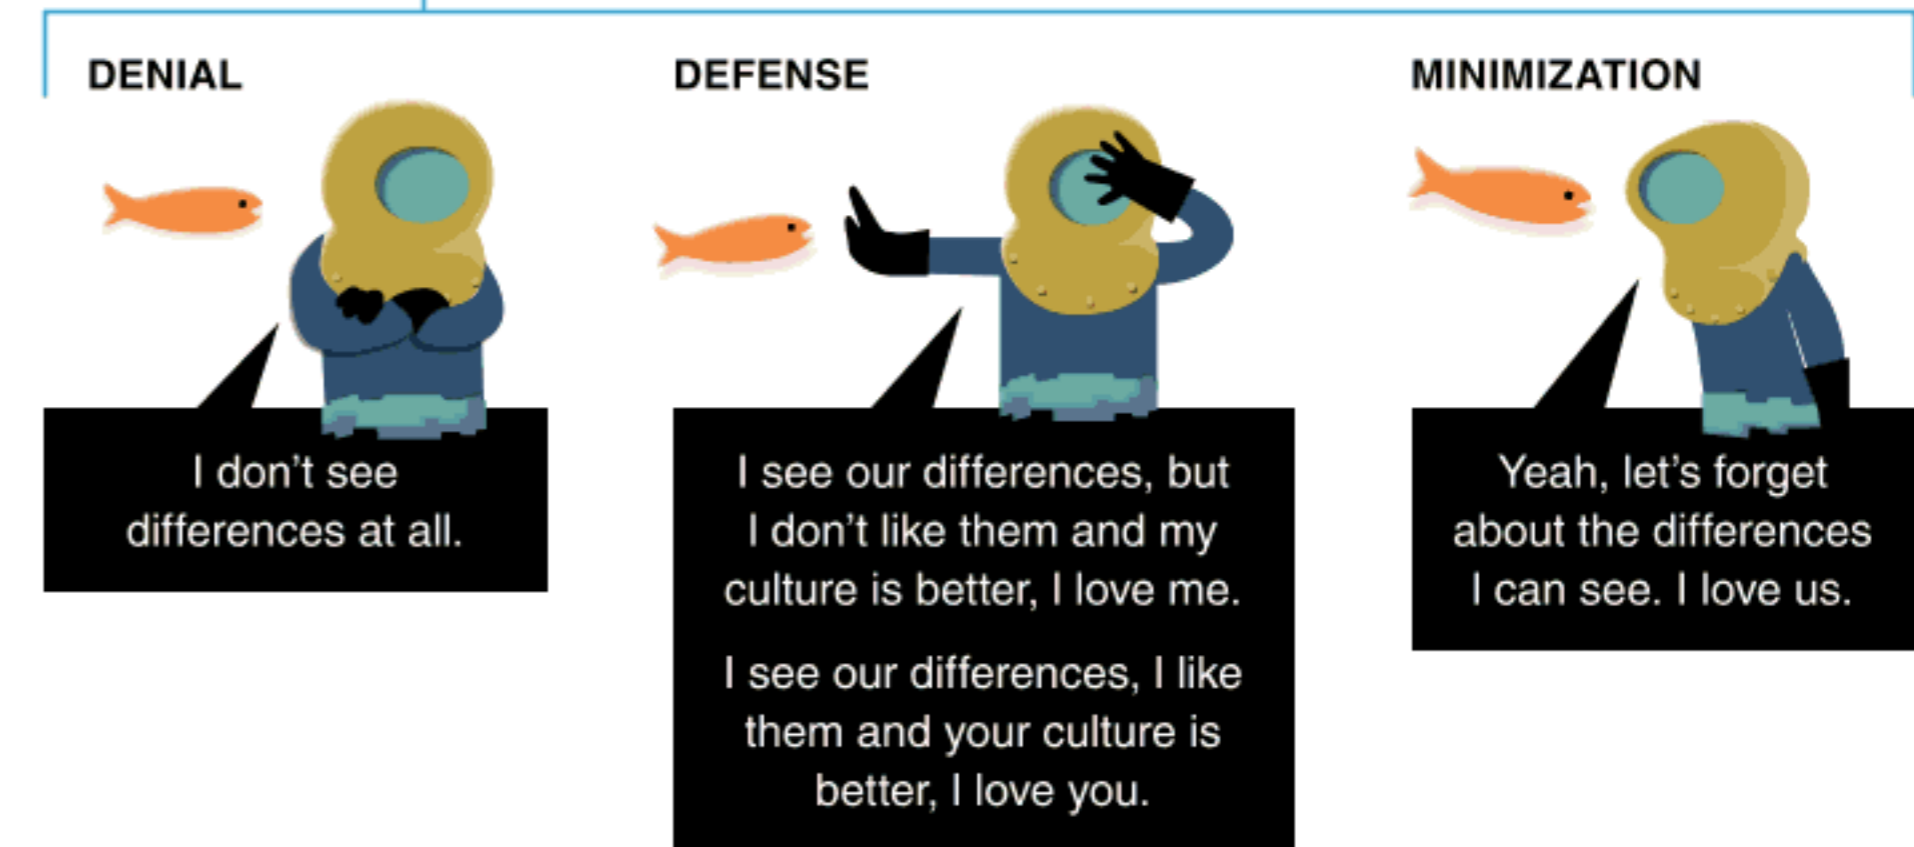 DENIAL
I don’t see
differences at all.
DEFENSE
I see our differences, but
I don’t like them and my
culture is better, I love me.
I see our differences, I like
them and your culture is
better, I love you.
MINIMIZATION
Yeah, let’s forget
about the differences
I can see. I love us.